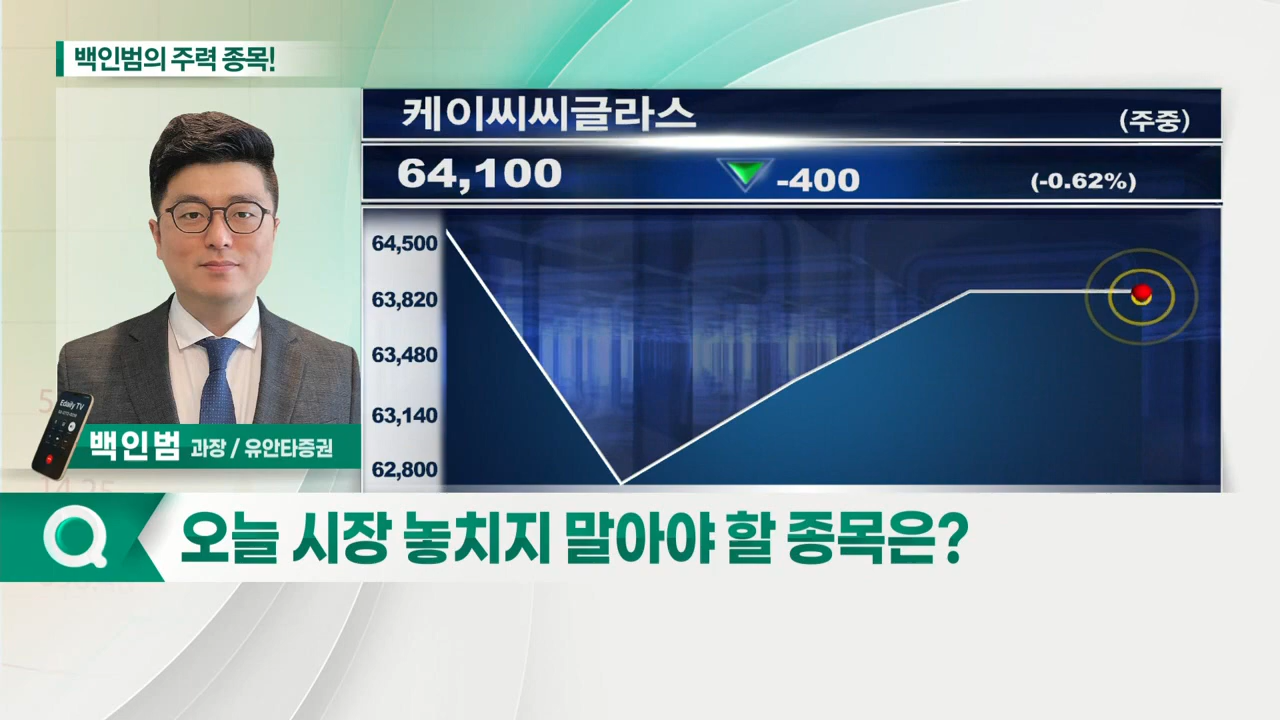 백인범의 주력 종목!
케이씨씨글라스 (주중)
64,100 -400 (-0.62%)
64,500
63,820
63,480
63,140
62,800
Edaily TV
백인범 과장 / 유안타증권
오늘 시장 놓치지 말아야 할 종목은?